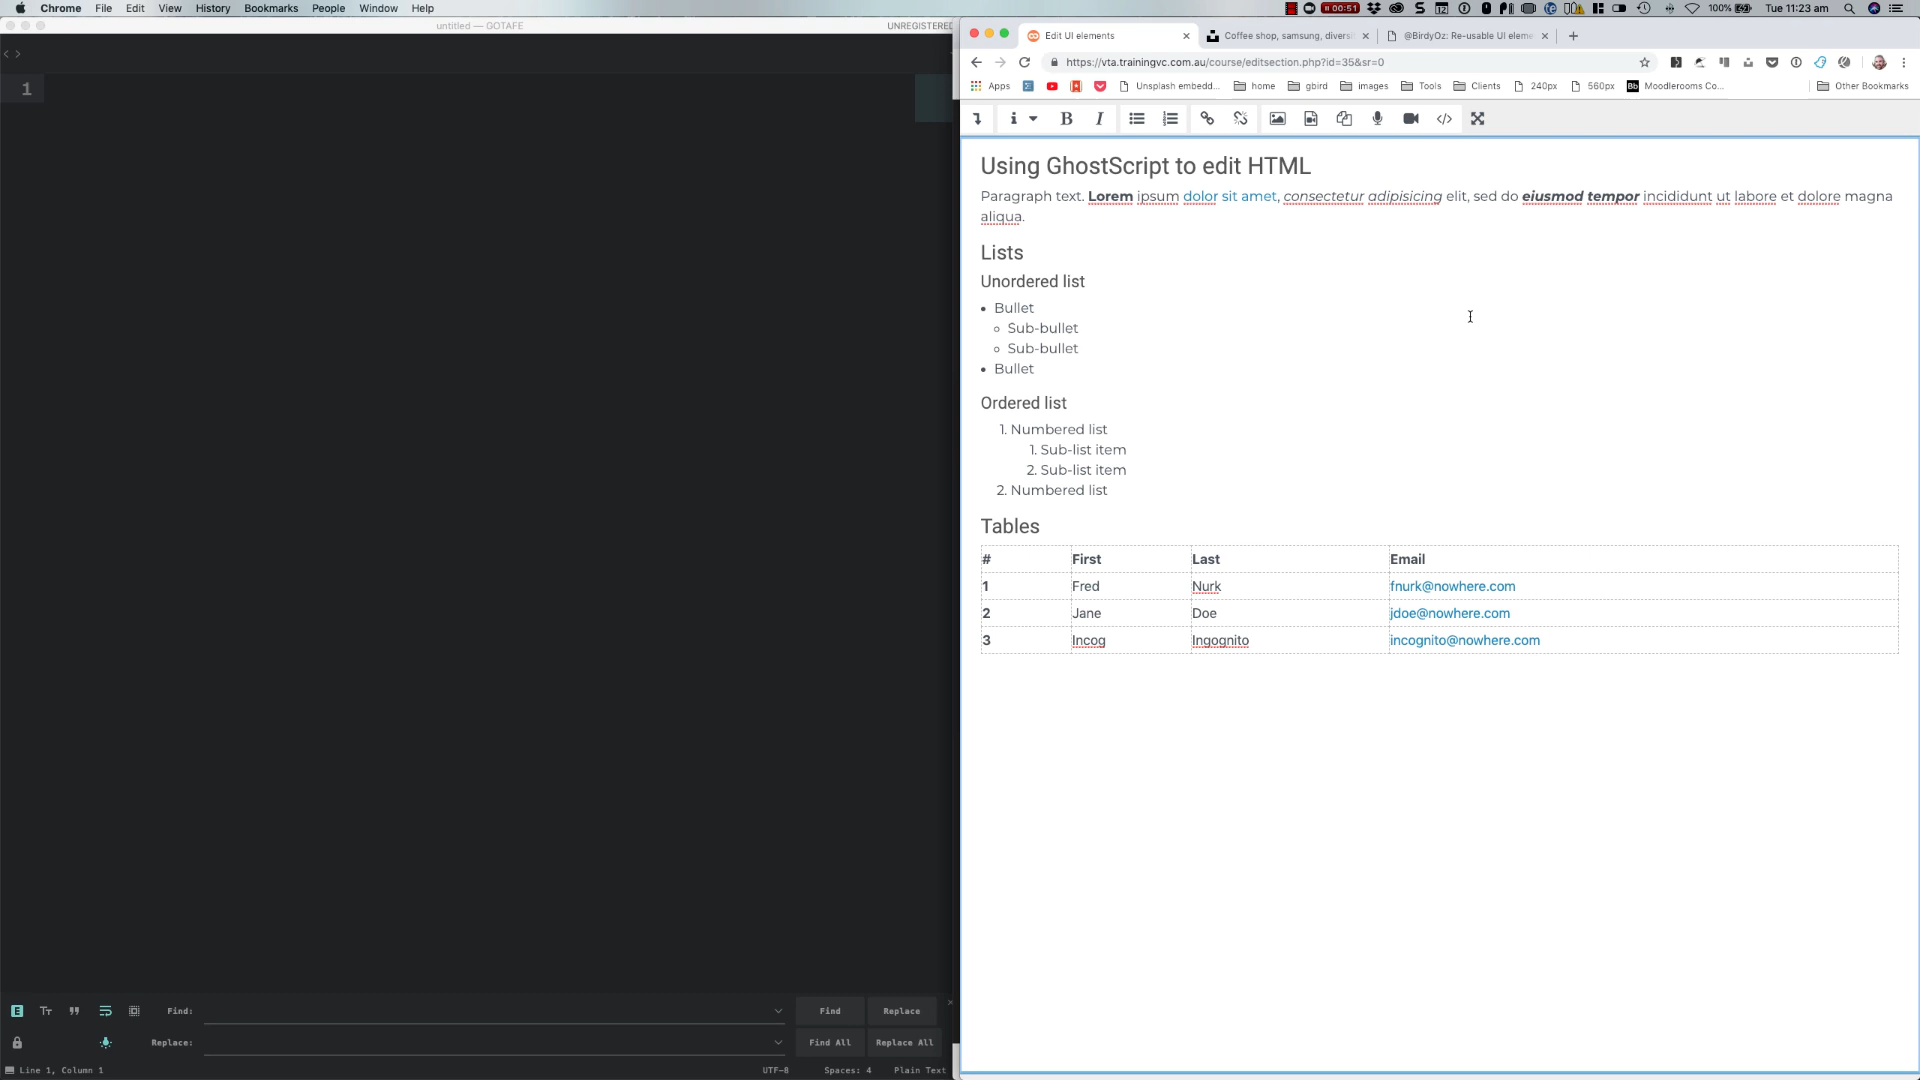 Chrome File Edit View History Bookmarks People Window Help
00:51 100% Tue 11:23 am
untitled — GOTAFE UNREGISTERED
1
Find: Find Replace
Replace: Find All Replace All
Line 1, Column 1 UTF-8 Spaces: 4 Plain Text
Edit UI elements Coffee shop, samsung, diversi @BirdyOz: Re-usable UI eleme
https://vta.trainingvc.com.au/course/editsection.php?id=35&sr=0
Apps Unsplash embedd... home gbird images Tools Clients 240px 560px Bb Moodlerooms Co... Other Bookmarks
Using GhostScript to edit HTML
Paragraph text. Lorem ipsum dolor sit amet, consectetur adipisicing elit, sed do eiusmod tempor incididunt ut labore et dolore magna
aliqua.
Lists
Unordered list
Bullet
Sub-bullet
Sub-bullet
Bullet
Ordered list
1. Numbered list
1. Sub-list item
2. Sub-list item
2. Numbered list
Tables
# First Last Email
1 Fred Nurk fnurk@nowhere.com
2 Jane Doe jdoe@nowhere.com
3 Incog Ingognito incognito@nowhere.com